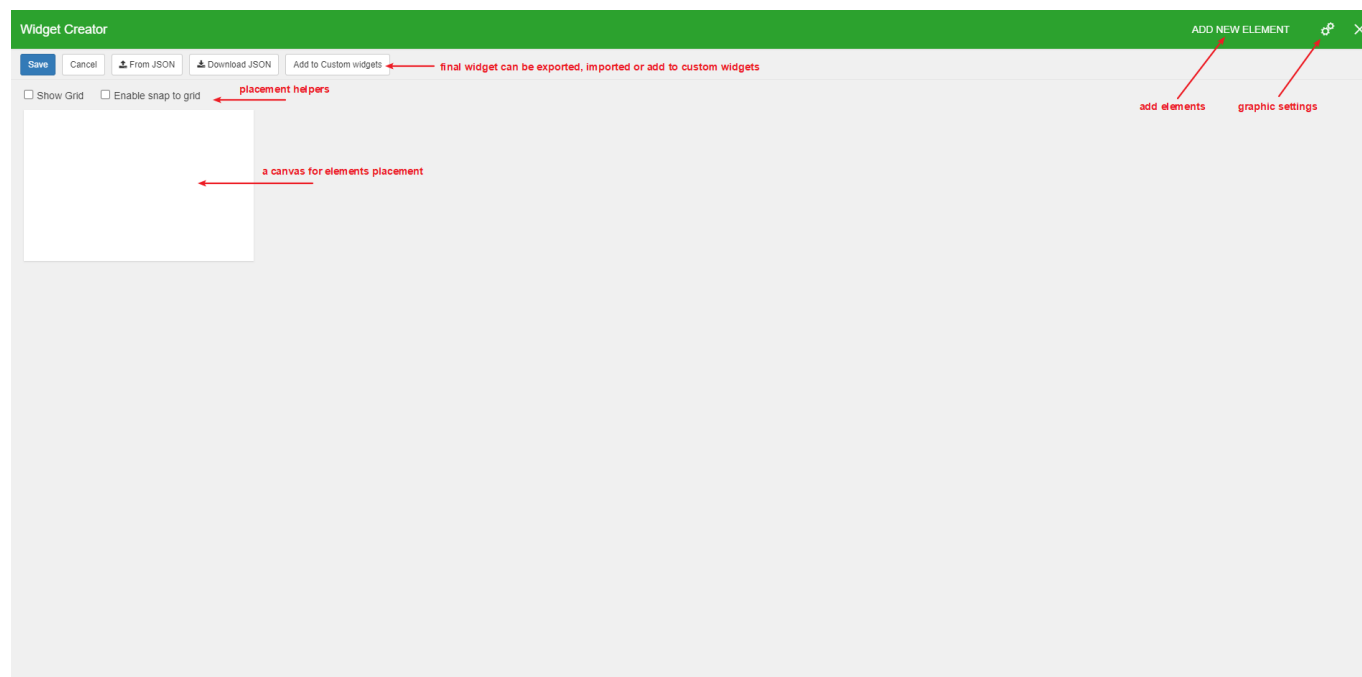 Widget Creator
ADD NEW ELEMENT
Save
Cancel
From JSON
Download JSON
Add to Custom widgets
final widget can be exported, imported or add to custom widgets
Show Grid
Enable snap to grid
placement helpers
add elements
graphic settings
a canvas for elements placement